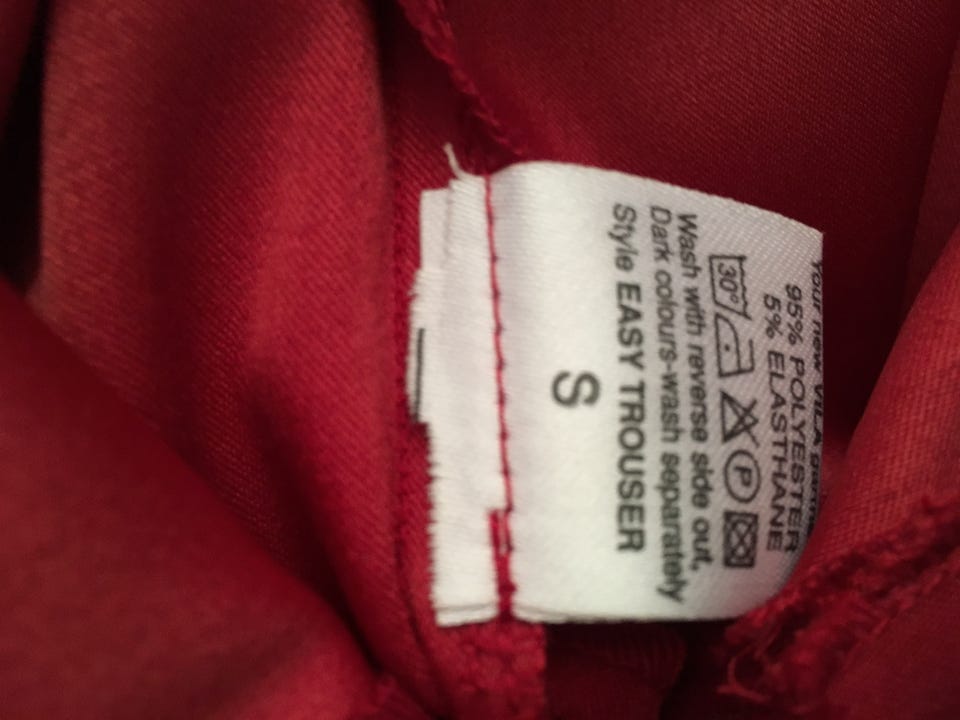 Your new VILA
95% POLYESTER
5% ELASTHANE
30° P
Wash with reverse side out,
Dark colours-wash separately
Style EASY TROUSER
S